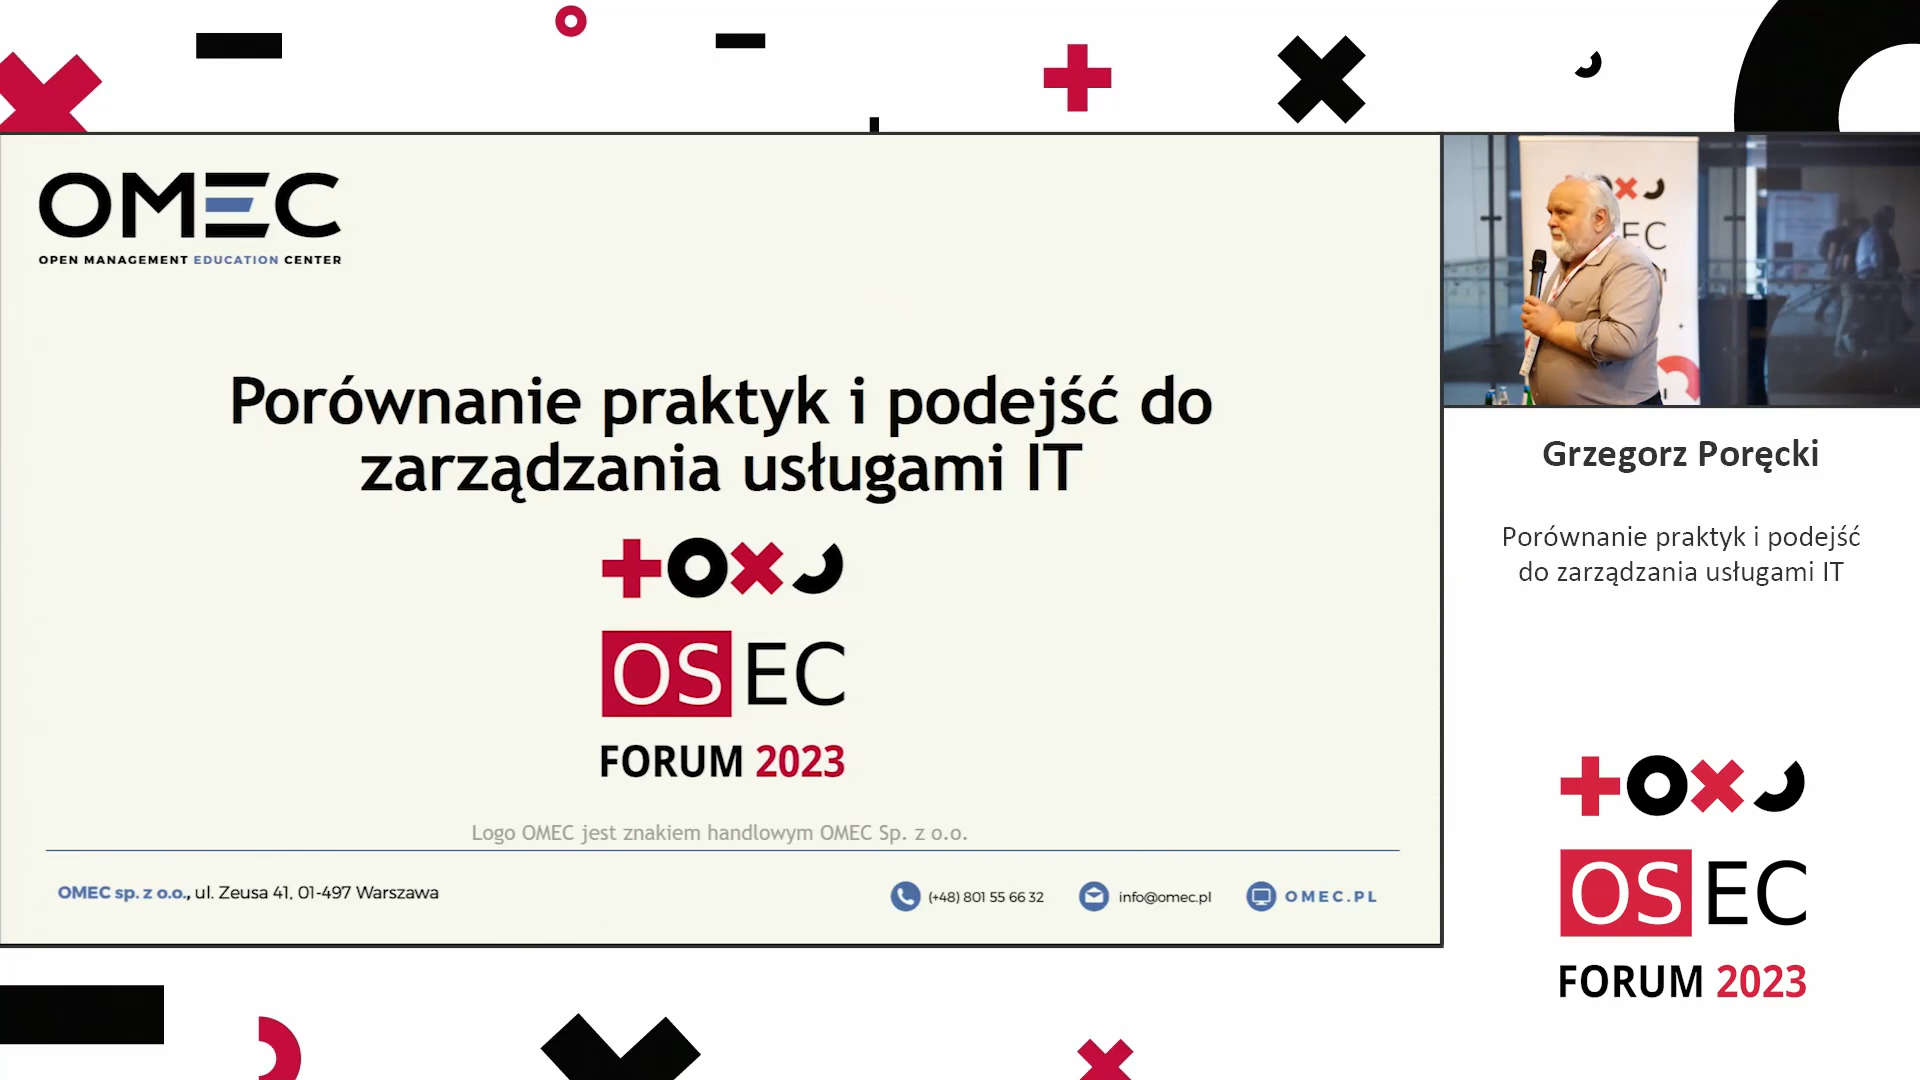 OMEC
OPEN MANAGEMENT EDUCATION CENTER
Porównanie praktyk i podejść do
zarządzania usługami IT
OSEC
FORUM 2023
Logo OMEC jest znakiem handlowym OMEC Sp. z o.o.
OMEC sp. z o.o., ul. Zeusa 41, 01-497 Warszawa
(+48) 801 55 66 32
info@omec.pl
OMEC.PL
EC
Grzegorz Poręcki
Porównanie praktyk i podejść
do zarządzania usługami IT
OSEC
FORUM 2023